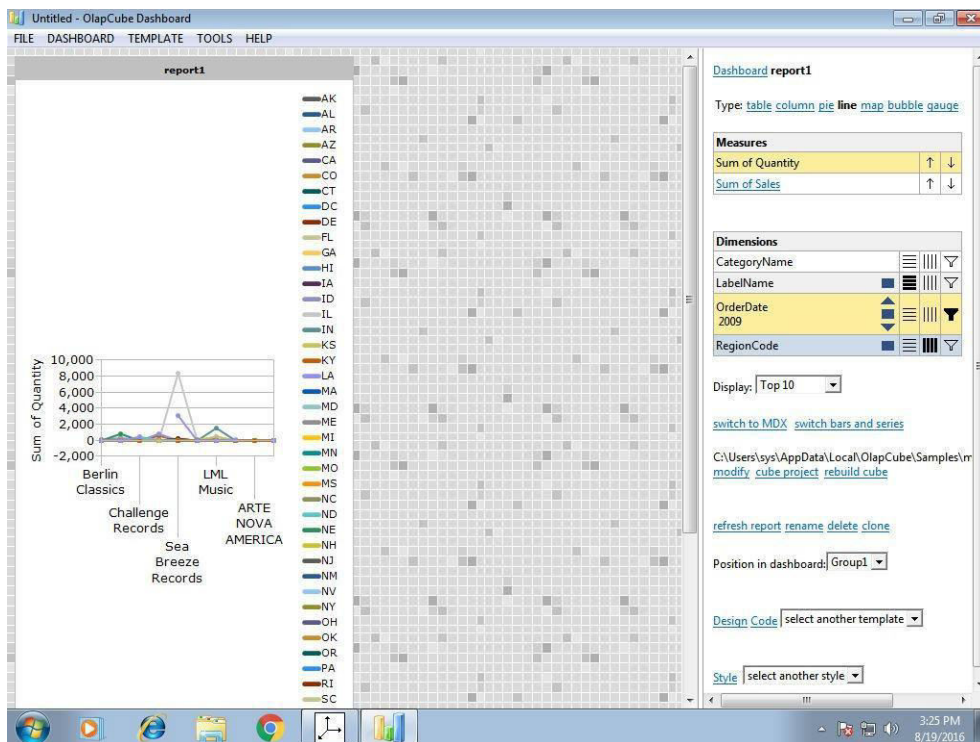 Untitled - OlapCube Dashboard
FILE DASHBOARD TEMPLATE TOOLS HELP
report1
AK
AL
AR
AZ
CA
CO
CT
DC
DE
FL
GA
HI
IA
ID
IL
IN
KS
KY
LA
MA
MD
ME
MI
MN
MO
MS
NC
ND
NE
NH
NJ
NM
NV
NY
OH
OK
OR
PA
RI
SC
Sum of Quantity
10,000
8,000
6,000
4,000
2,000
0
-2,000
Berlin
Classics
Challenge
Records
Sea
Breeze
Records
LML
Music
ARTE
NOVA
AMERICA
Dashboard report1
Type: table column pie line map bubble gauge
Measures
Sum of Quantity ↑ ↓
Sum of Sales ↑ ↓
Dimensions
CategoryName
LabelName
OrderDate
2009
RegionCode
Display: Top 10
switch to MDX switch bars and series
C:\Users\sys\AppData\Local\OlapCube\Samples\m
modify cube project rebuild cube
refresh report rename delete clone
Position in dashboard: Group1
Design Code select another template
Style select another style
3:25 PM
8/19/2016